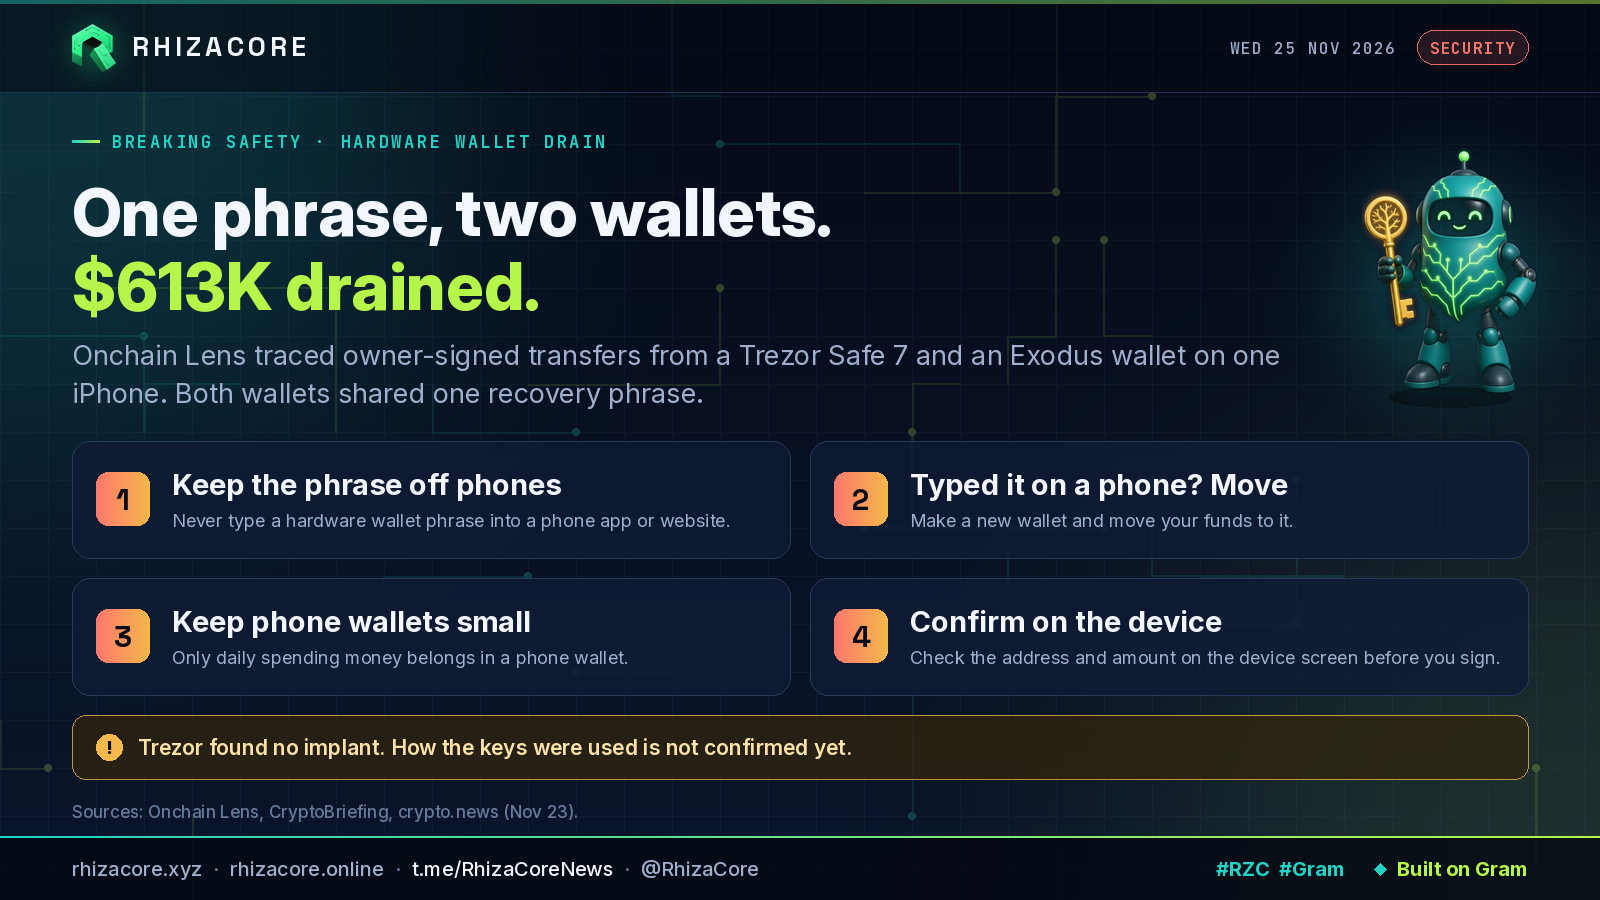 RHIZACORE
WED 25 NOV 2026
SECURITY
BREAKING SAFETY · HARDWARE WALLET DRAIN
One phrase, two wallets.
$613K drained.
Onchain Lens traced owner-signed transfers from a Trezor Safe 7 and an Exodus wallet on one
iPhone. Both wallets shared one recovery phrase.
1
Keep the phrase off phones
Never type a hardware wallet phrase into a phone app or website.
2
Typed it on a phone? Move
Make a new wallet and move your funds to it.
3
Keep phone wallets small
Only daily spending money belongs in a phone wallet.
4
Confirm on the device
Check the address and amount on the device screen before you sign.
! Trezor found no implant. How the keys were used is not confirmed yet.
Sources: Onchain Lens, CryptoBriefing, crypto.news (Nov 23).
rhizacore.xyz · rhizacore.online · t.me/RhizaCoreNews · @RhizaCore
#RZC #Gram ◆ Built on Gram